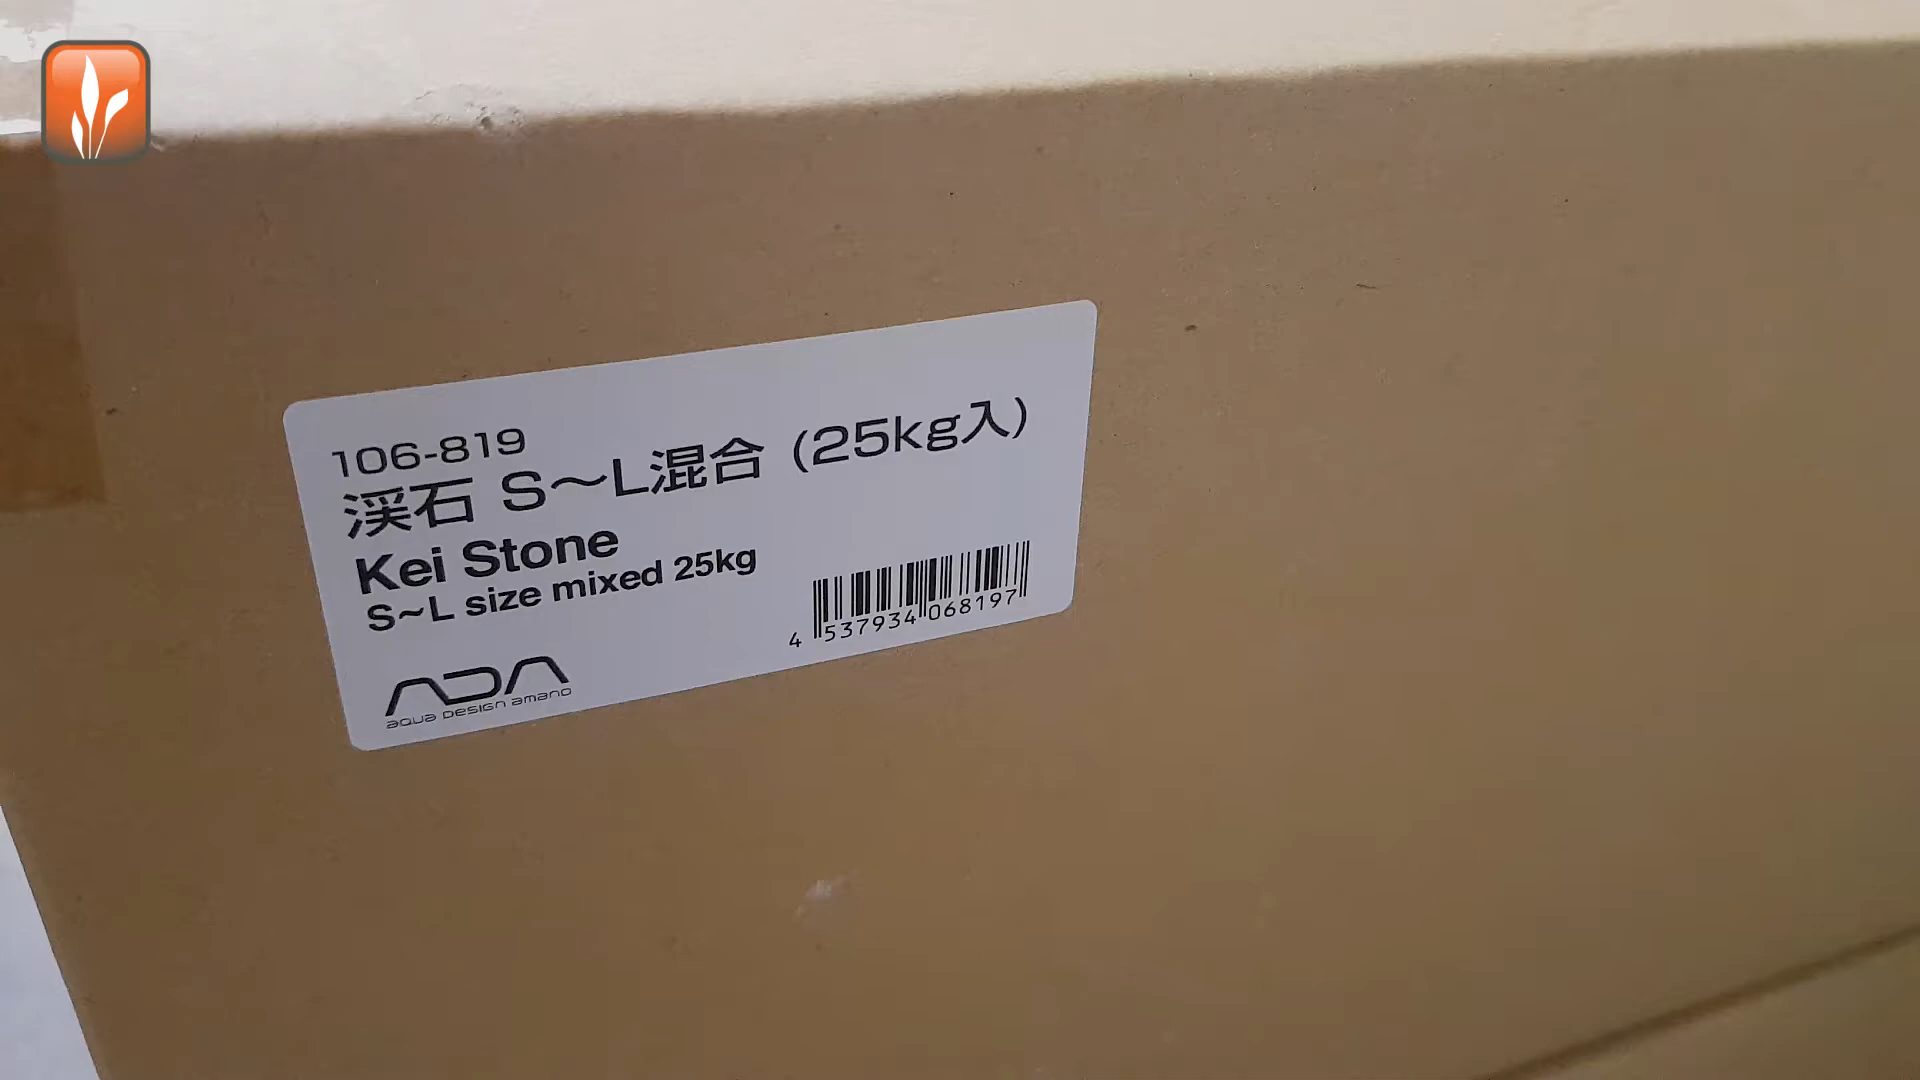 106-819
渓石 S～L混合 (25kg入)
Kei Stone
S~L size mixed 25kg
4 537934 068197
ADA
aqua DESIGN amano